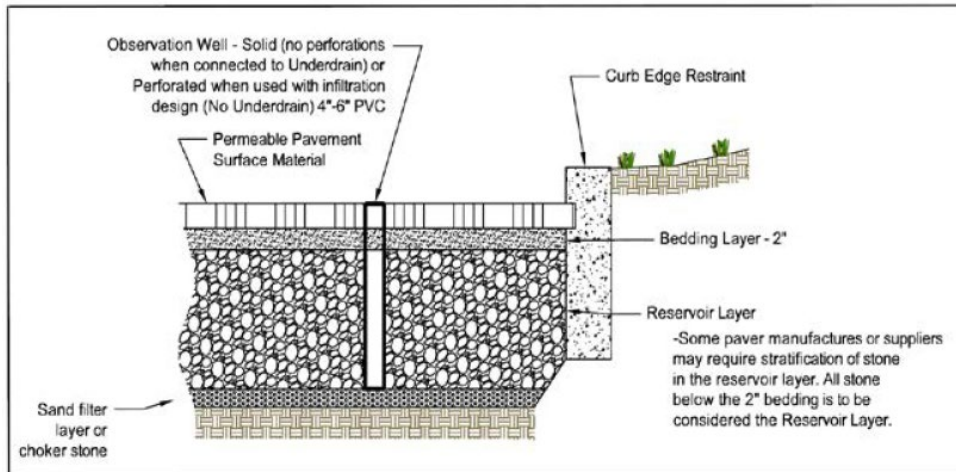 Observation Well - Solid (no perforations
when connected to Underdrain) or
Perforated when used with infiltration
design (No Underdrain) 4"-6" PVC
Permeable Pavement
Surface Material
Curb Edge Restraint
Bedding Layer - 2"
Reservoir Layer
-Some paver manufactures or suppliers
may require stratification of stone
in the reservoir layer. All stone
below the 2" bedding is to be
considered the Reservoir Layer.
Sand filter
layer or
choker stone